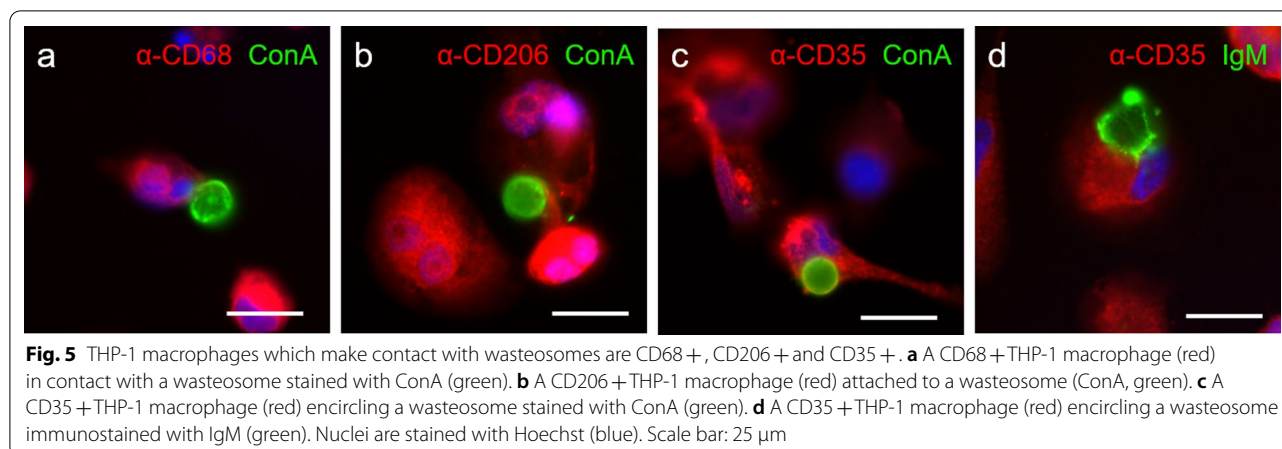 a α-CD68 ConA b α-CD206 ConA c α-CD35 ConA d α-CD35 IgM
Fig. 5 THP-1 macrophages which make contact with wasteosomes are CD68+, CD206+ and CD35+. a A CD68+THP-1 macrophage (red)
in contact with a wasteosome stained with ConA (green). b A CD206+THP-1 macrophage (red) attached to a wasteosome (ConA, green). c A
CD35+THP-1 macrophage (red) encircling a wasteosome stained with ConA (green). d A CD35+THP-1 macrophage (red) encircling a wasteosome
immunostained with IgM (green). Nuclei are stained with Hoechst (blue). Scale bar: 25 μm